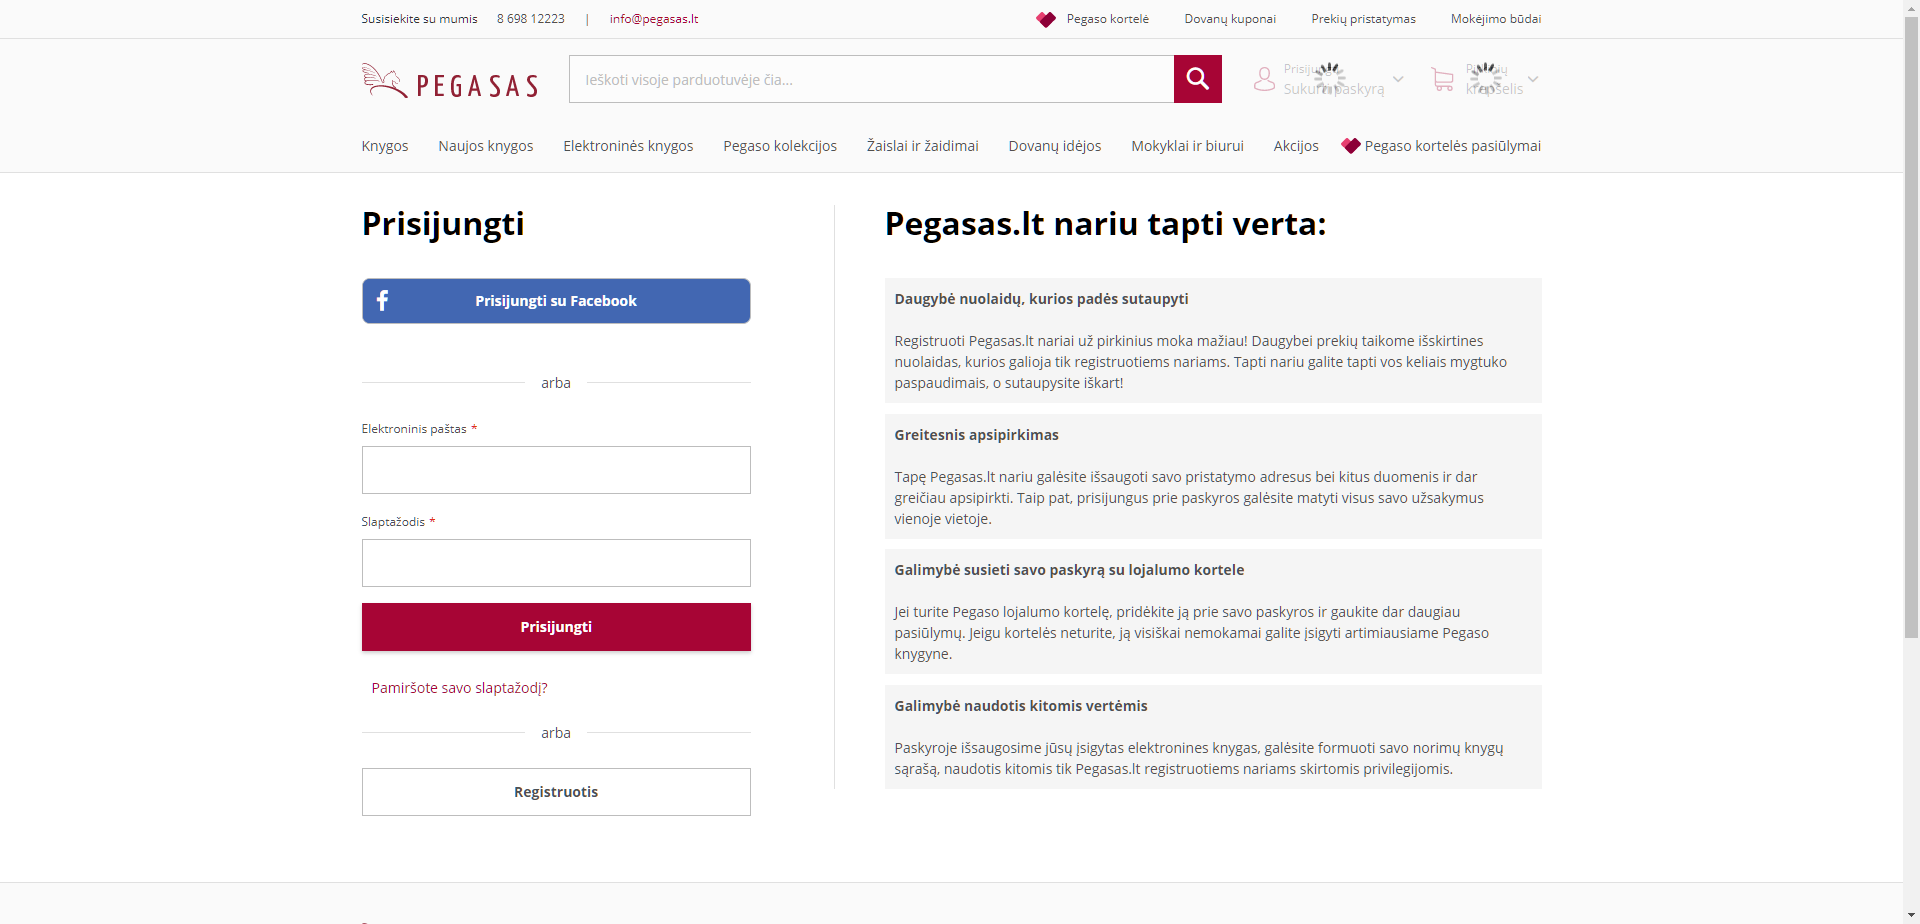 Susisiekite su mumis 8 698 12223 | info@pegasas.lt Pegaso kortelė Dovanų kuponai Prekių pristatymas Mokėjimo būdai
PEGASAS Ieškoti visoje parduotuvėje čia...
Knygos Naujos knygos Elektroninės knygos Pegaso kolekcijos Žaislai ir žaidimai Dovanų idėjos Mokyklai ir biurui Akcijos Pegaso kortelės pasiūlymai
Prisijungti
Prisijungti su Facebook
arba
Elektroninis paštas *
Slaptažodis *
Prisijungti
Pamiršote savo slaptažodį?
arba
Registruotis
Pegasas.lt nariu tapti verta:
Daugybė nuolaidų, kurios padės sutaupyti
Registruoti Pegasas.lt nariai už pirkinius moka mažiau! Daugybei prekių taikome išskirtines
nuolaidas, kurios galioja tik registruotiems nariams. Tapti nariu galite tapti vos keliais mygtuko
paspaudimais, o sutaupysite iškart!
Greitesnis apsipirkimas
Tapę Pegasas.lt nariu galėsite išsaugoti savo pristatymo adresus bei kitus duomenis ir dar
greičiau apsipirkti. Taip pat, prisijungus prie paskyros galėsite matyti visus savo užsakymus
vienoje vietoje.
Galimybė susieti savo paskyrą su lojalumo kortele
Jei turite Pegaso lojalumo kortelę, pridėkite ją prie savo paskyros ir gaukite dar daugiau
pasiūlymų. Jeigu kortelės neturite, ją visiškai nemokamai galite įsigyti artimiausiame Pegaso
knygyne.
Galimybė naudotis kitomis vertėmis
Paskyroje išsaugosime jūsų įsigytas elektronines knygas, galėsite formuoti savo norimų knygų
sąrašą, naudotis kitomis tik Pegasas.lt registruotiems nariams skirtomis privilegijomis.